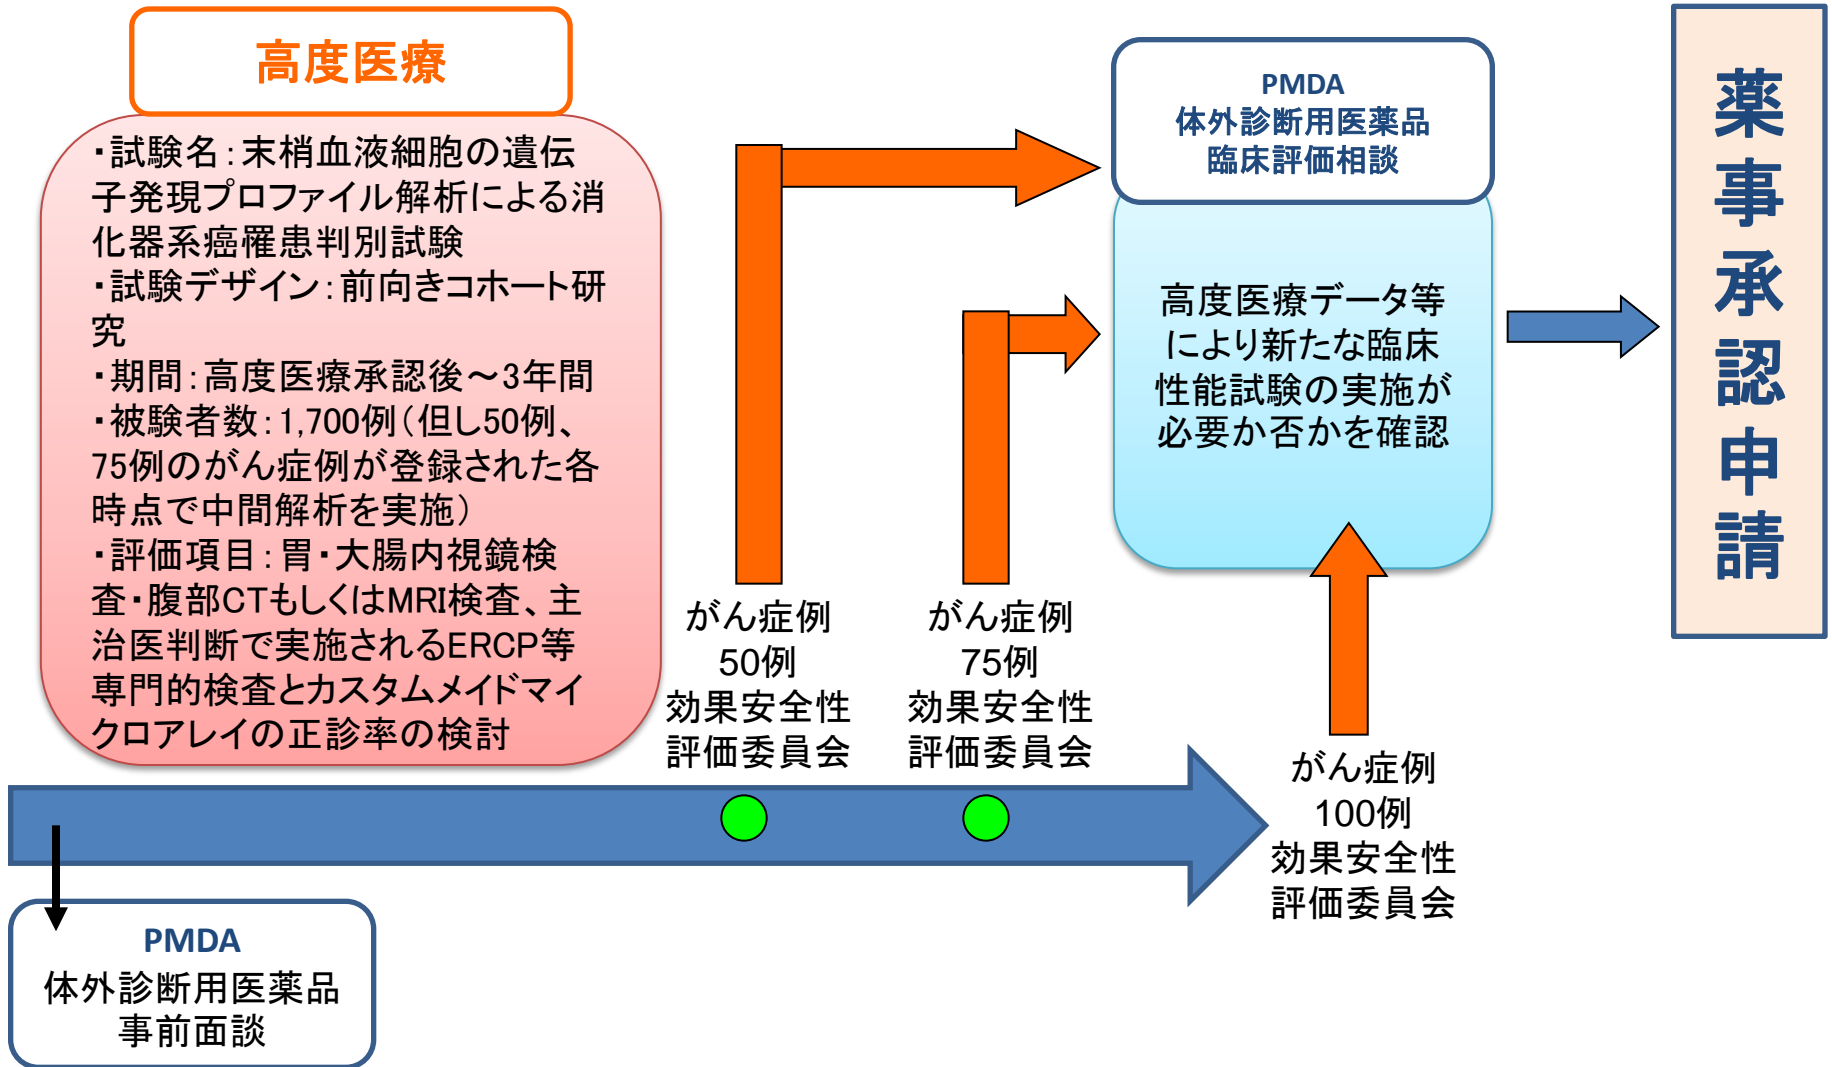 高度医療
・試験名：末梢血液細胞の遺伝
子発現プロファイル解析による消
化器系癌罹患判別試験
・試験デザイン：前向きコホート研
究
・期間：高度医療承認後～3年間
・被験者数：1,700例（但し50例、
75例のがん症例が登録された各
時点で中間解析を実施）
・評価項目：胃・大腸内視鏡検
査・腹部CTもしくはMRI検査、主
治医判断で実施されるERCP等
専門的検査とカスタムメイドマイ
クロアレイの正診率の検討
がん症例
50例
効果安全性
評価委員会
がん症例
75例
効果安全性
評価委員会
PMDA
体外診断用医薬品
臨床評価相談
高度医療データ等
により新たな臨床
性能試験の実施が
必要か否かを確認
がん症例
100例
効果安全性
評価委員会
薬事承認申請
PMDA
体外診断用医薬品
事前面談